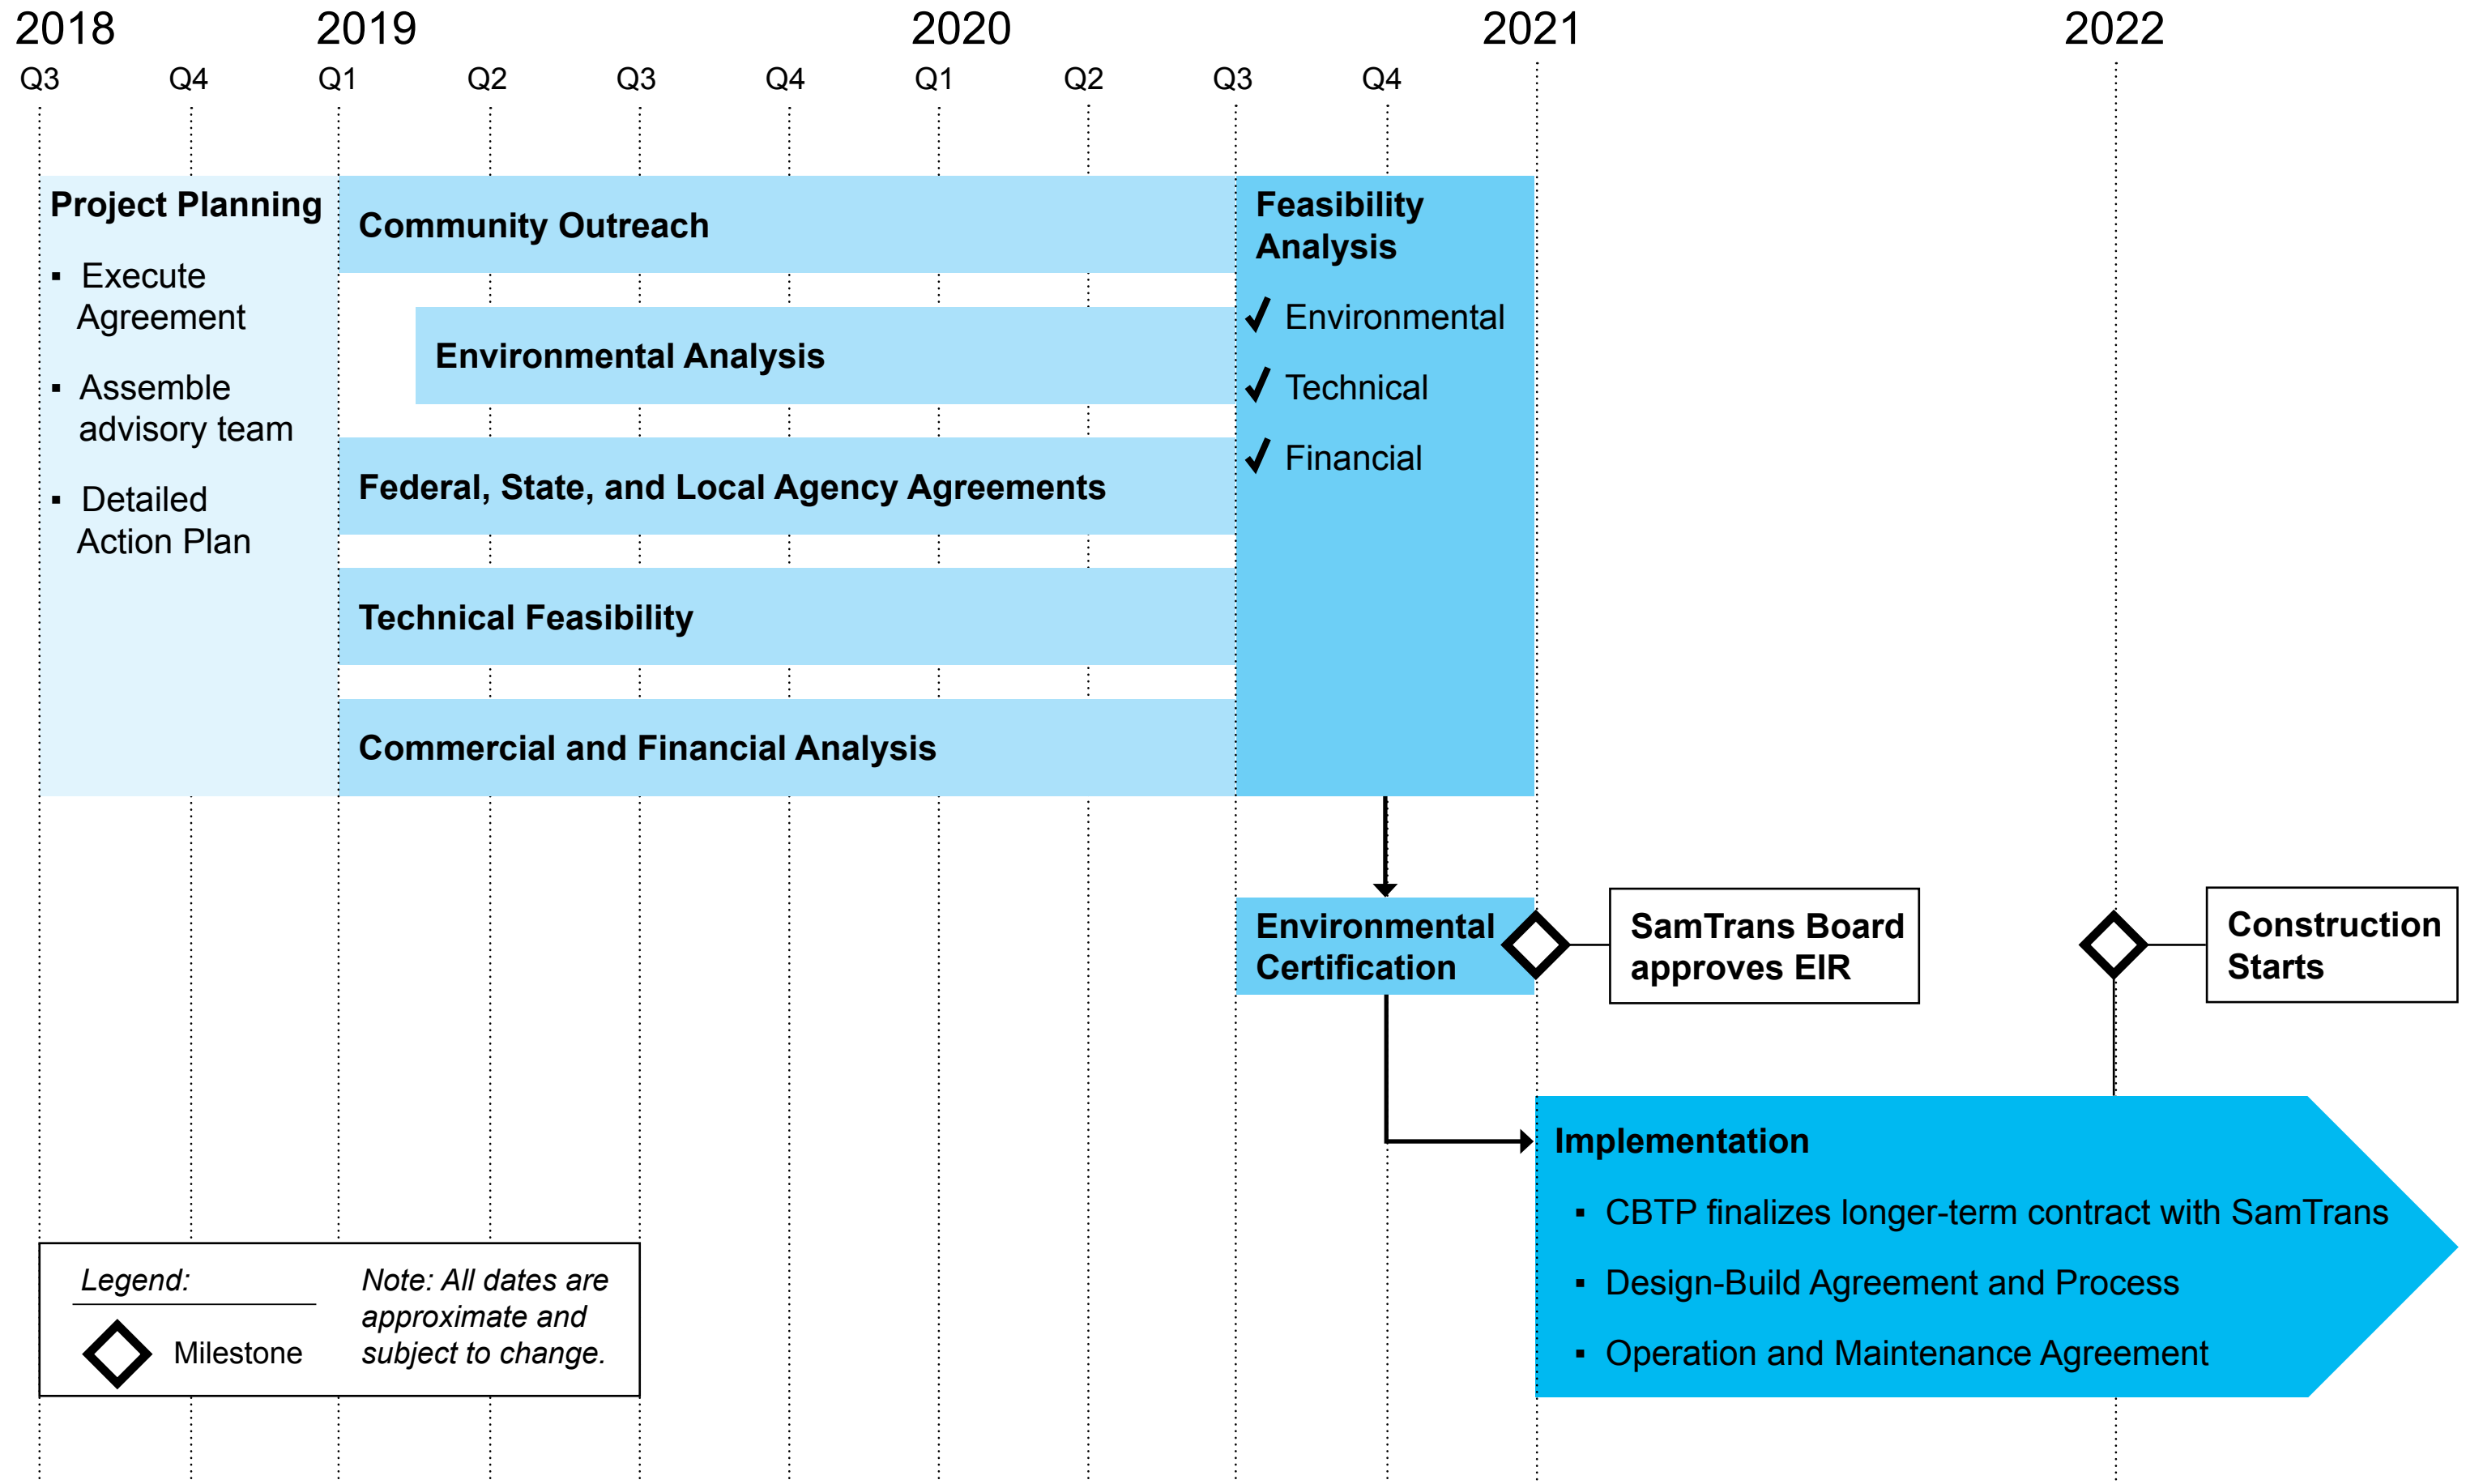 2018 2019 2020 2021 2022
Q3 Q4 Q1 Q2 Q3 Q4 Q1 Q2 Q3 Q4
Project Planning
▪ Execute
Agreement
▪ Assemble
advisory team
▪ Detailed
Action Plan
Community Outreach
Environmental Analysis
Federal, State, and Local Agency Agreements
Technical Feasibility
Commercial and Financial Analysis
Feasibility
Analysis
✓ Environmental
✓ Technical
✓ Financial
Environmental
Certification
SamTrans Board
approves EIR
Construction
Starts
Implementation
▪ CBTP finalizes longer-term contract with SamTrans
▪ Design-Build Agreement and Process
▪ Operation and Maintenance Agreement
Legend:
Milestone
Note: All dates are
approximate and
subject to change.